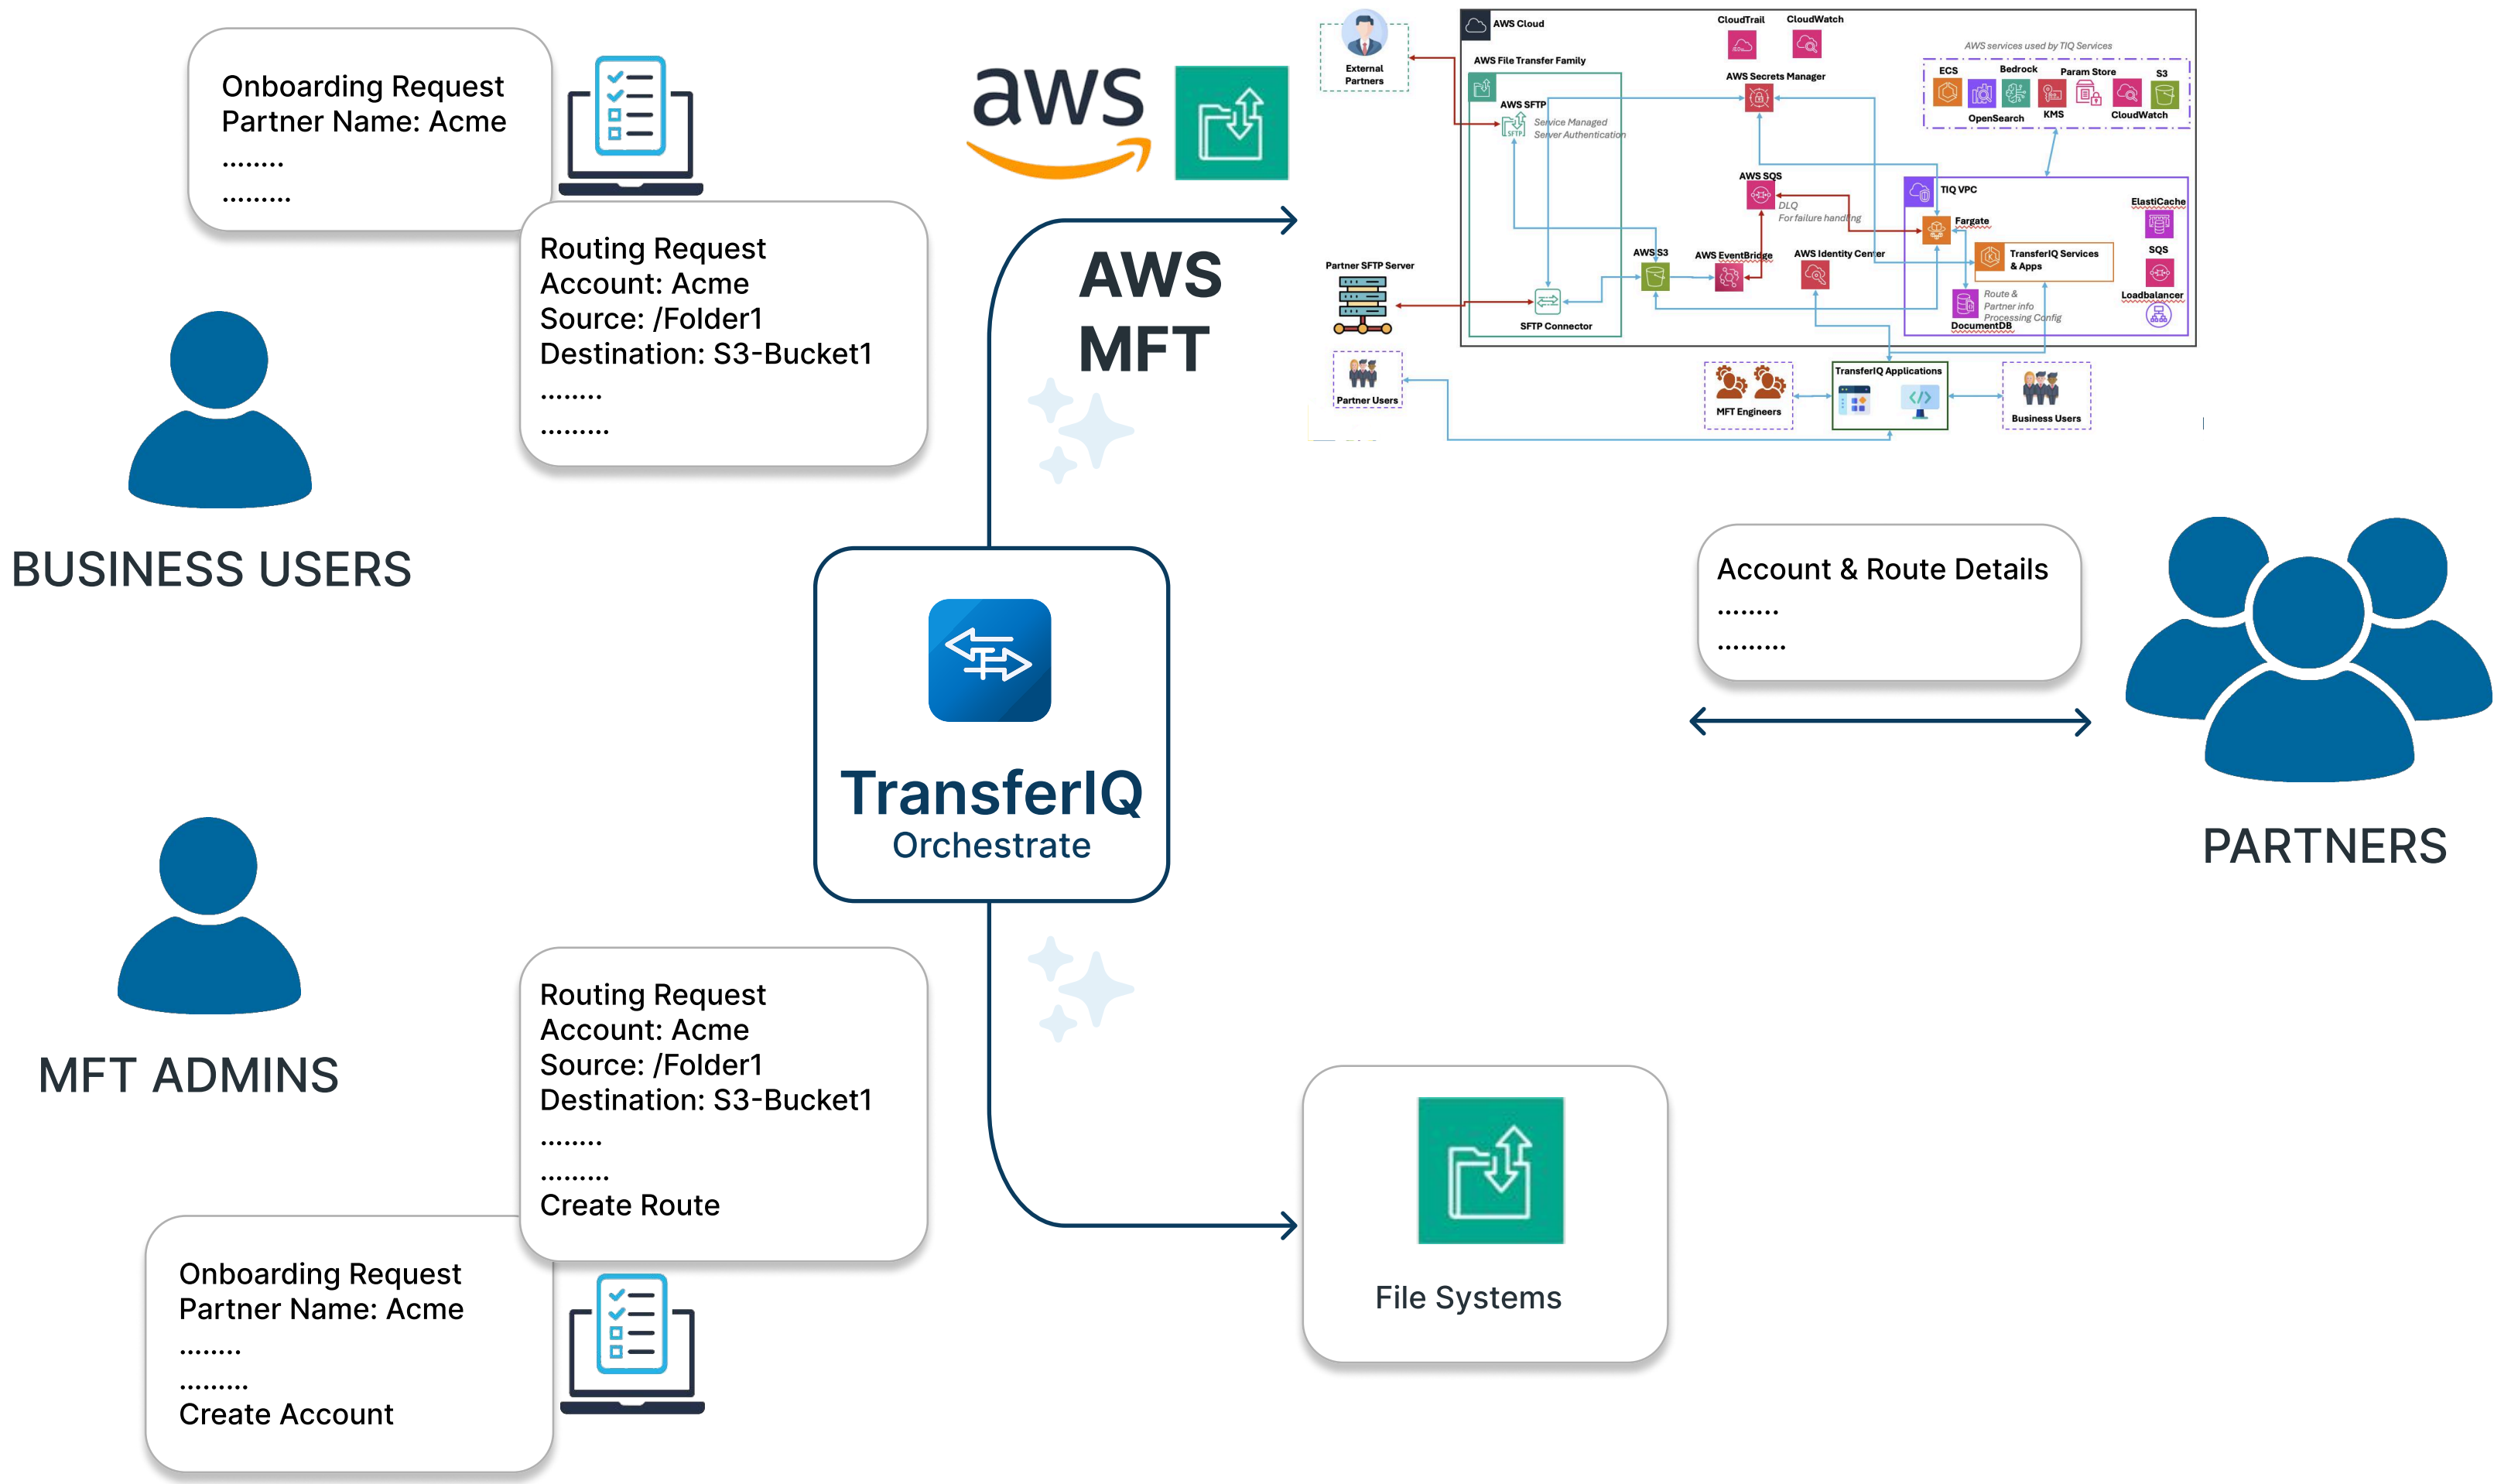 Onboarding Request
Partner Name: Acme
........
.........
Routing Request
Account: Acme
Source: /Folder1
Destination: S3-Bucket1
........
.........
BUSINESS USERS
aws
AWS
MFT
External
Partners
AWS Cloud
CloudTrail
CloudWatch
AWS services used by TIQ Services
ECS
Bedrock
Param Store
S3
OpenSearch
KMS
CloudWatch
AWS File Transfer Family
AWS SFTP
SFTP
Service Managed
Server Authentication
AWS Secrets Manager
AWS SQS
DLQ
For failure handling
TIQ VPC
ElastiCache
Fargate
SQS
TransferIQ Services
& Apps
Loadbalancer
Route &
Partner info
Processing Config
DocumentDB
AWS S3
AWS EventBridge
AWS Identity Center
Partner SFTP Server
SFTP Connector
Partner Users
MFT Engineers
TransferIQ Applications
Business Users
Account & Route Details
........
.........
PARTNERS
TransferIQ
Orchestrate
MFT ADMINS
Routing Request
Account: Acme
Source: /Folder1
Destination: S3-Bucket1
........
.........
Create Route
Onboarding Request
Partner Name: Acme
........
.........
Create Account
File Systems